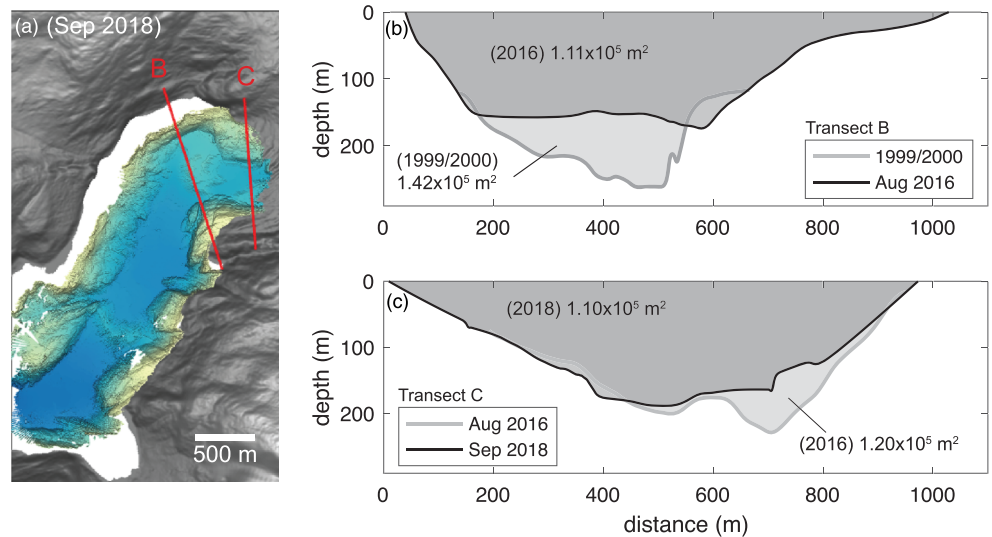 (a) (Sep 2018)
B
C
500 m
(b)
0
100
200
depth (m)
(2016) 1.11x10⁵ m²
(1999/2000)
1.42x10⁵ m²
Transect B
1999/2000
Aug 2016
0 200 400 600 800 1000
(c)
0
100
200
depth (m)
(2018) 1.10x10⁵ m²
Transect C
Aug 2016
Sep 2018
(2016) 1.20x10⁵ m²
0 200 400 600 800 1000
distance (m)